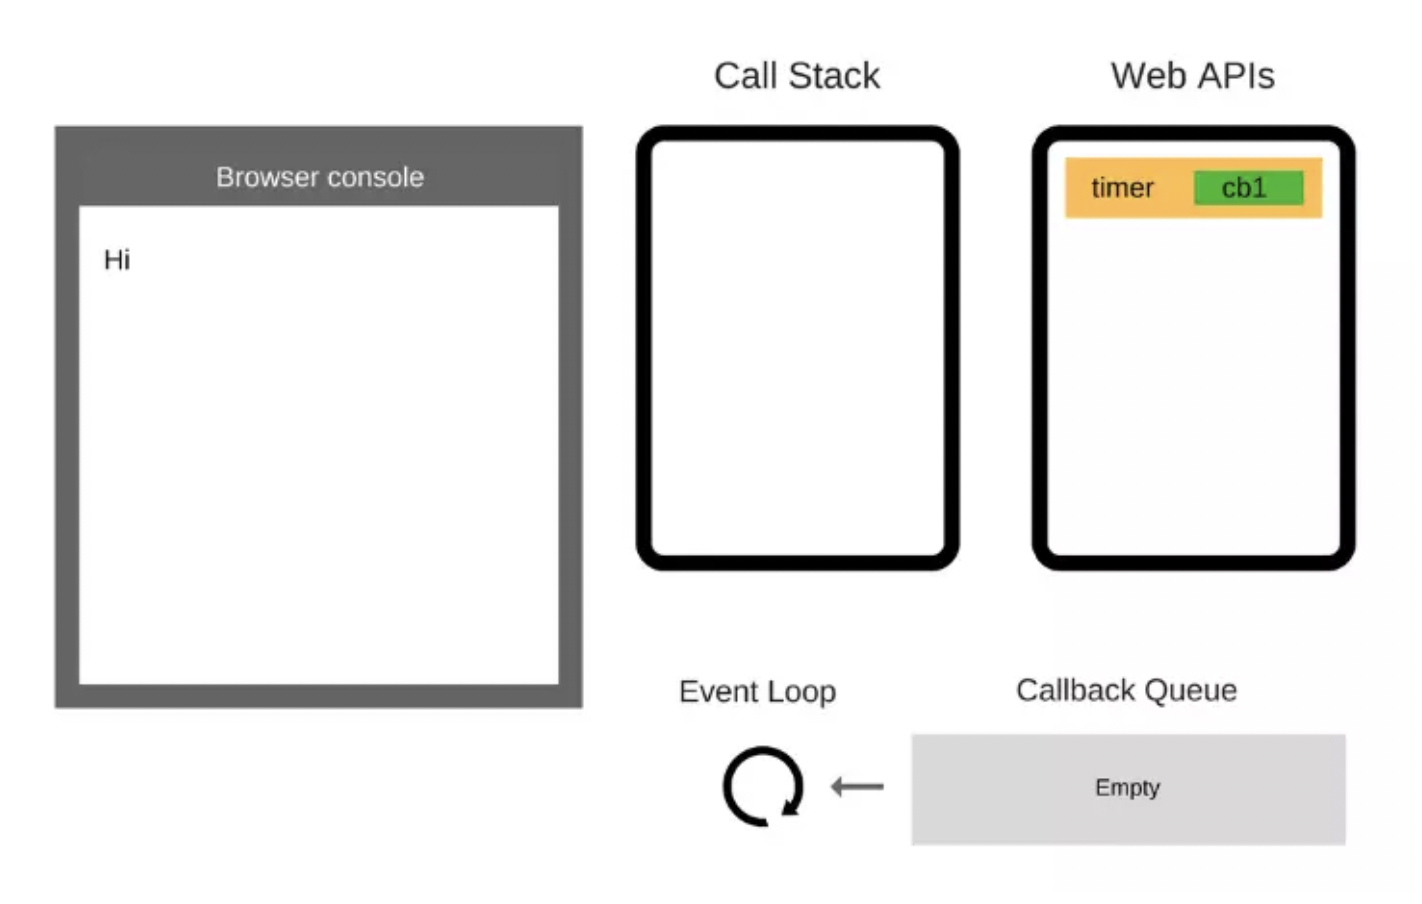 Call Stack
Web APIs
Browser console
timer
cb1
Hi
Event Loop
Callback Queue
Empty